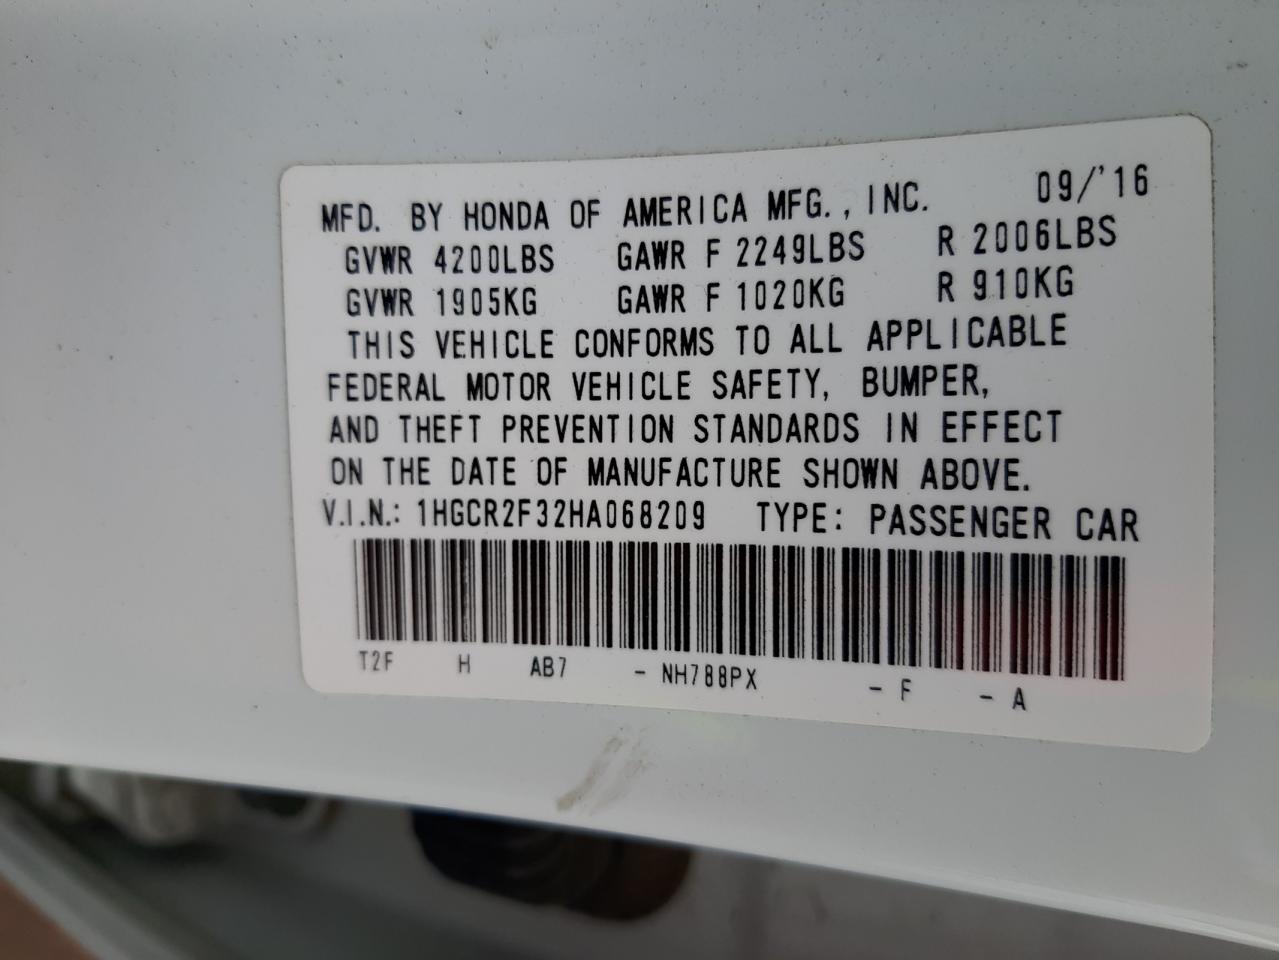 MFD. BY HONDA OF AMERICA MFG., INC. 09/'16
GVWR 4200LBS GAWR F 2249LBS R 2006LBS
GVWR 1905KG GAWR F 1020KG R 910KG
THIS VEHICLE CONFORMS TO ALL APPLICABLE
FEDERAL MOTOR VEHICLE SAFETY, BUMPER,
AND THEFT PREVENTION STANDARDS IN EFFECT
ON THE DATE OF MANUFACTURE SHOWN ABOVE.
V.I.N.: 1HGCR2F32HA068209 TYPE: PASSENGER CAR
T2F H AB7 - NH788PX - F - A